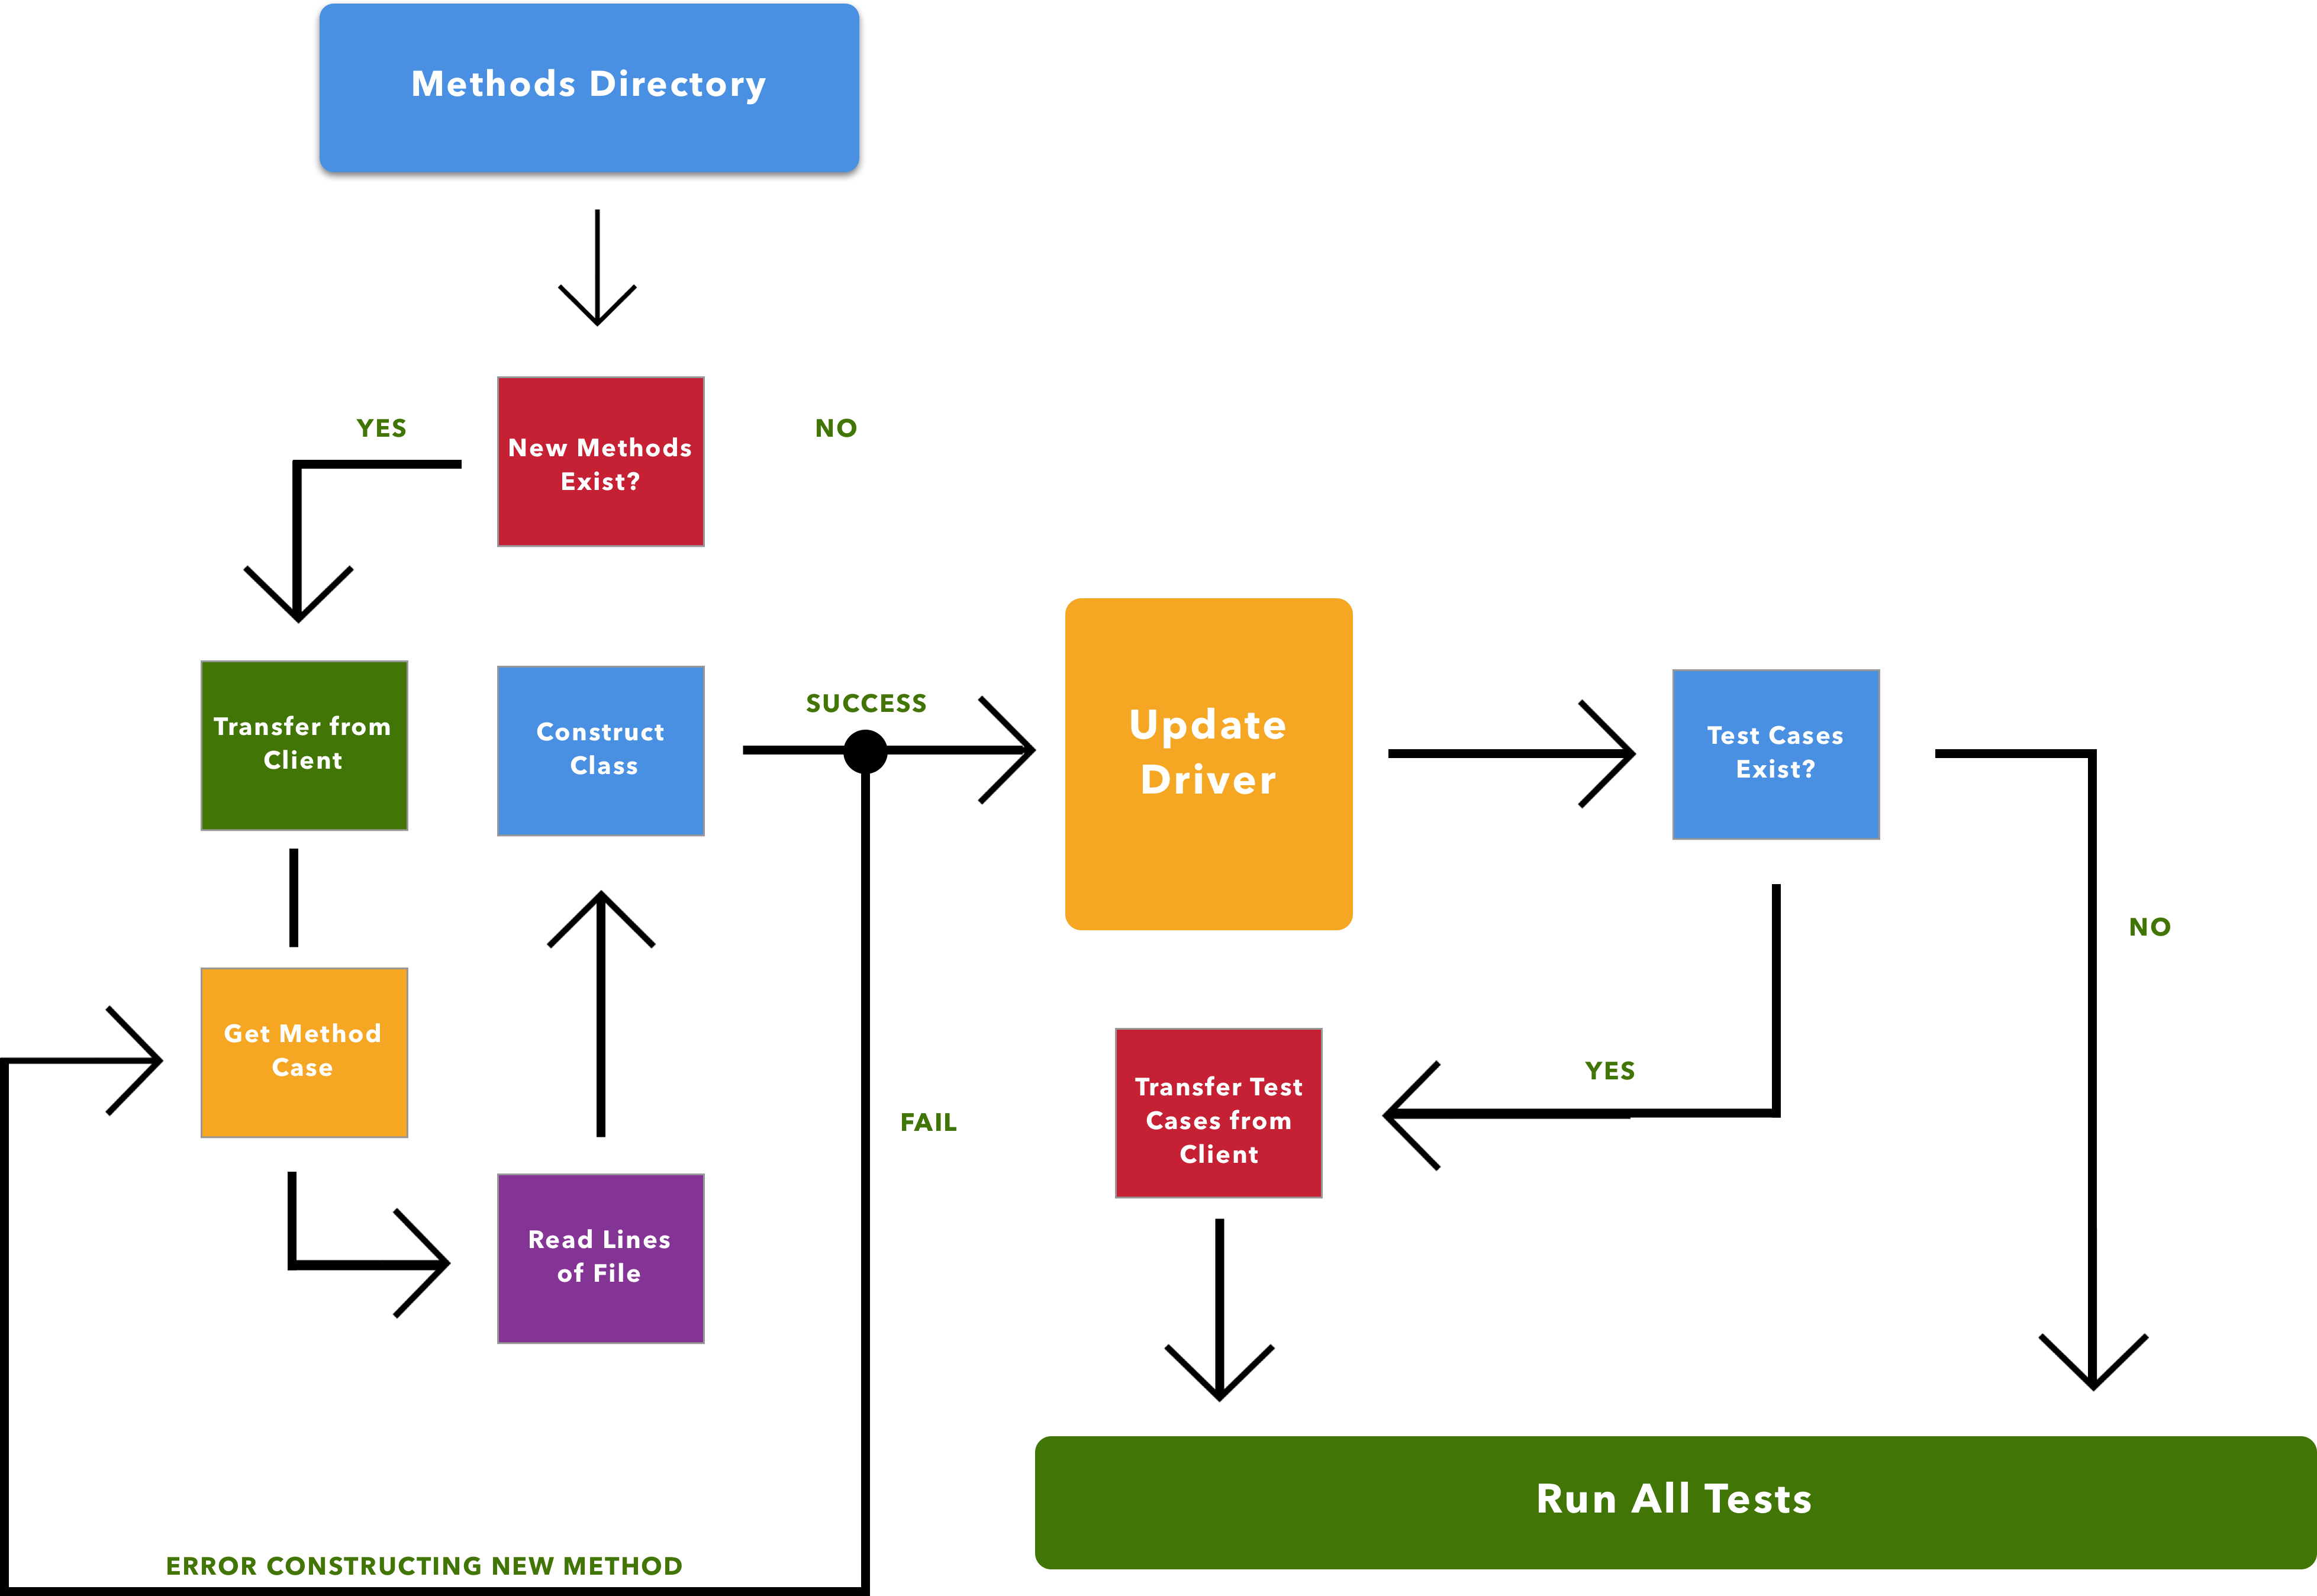 Methods Directory
YES
NO
New Methods
Exist?
Transfer from
Client
Construct
Class
SUCCESS
Update
Driver
Test Cases
Exist?
NO
Get Method
Case
YES
Transfer Test
Cases from
Client
FAIL
Read Lines
of File
Run All Tests
ERROR CONSTRUCTING NEW METHOD